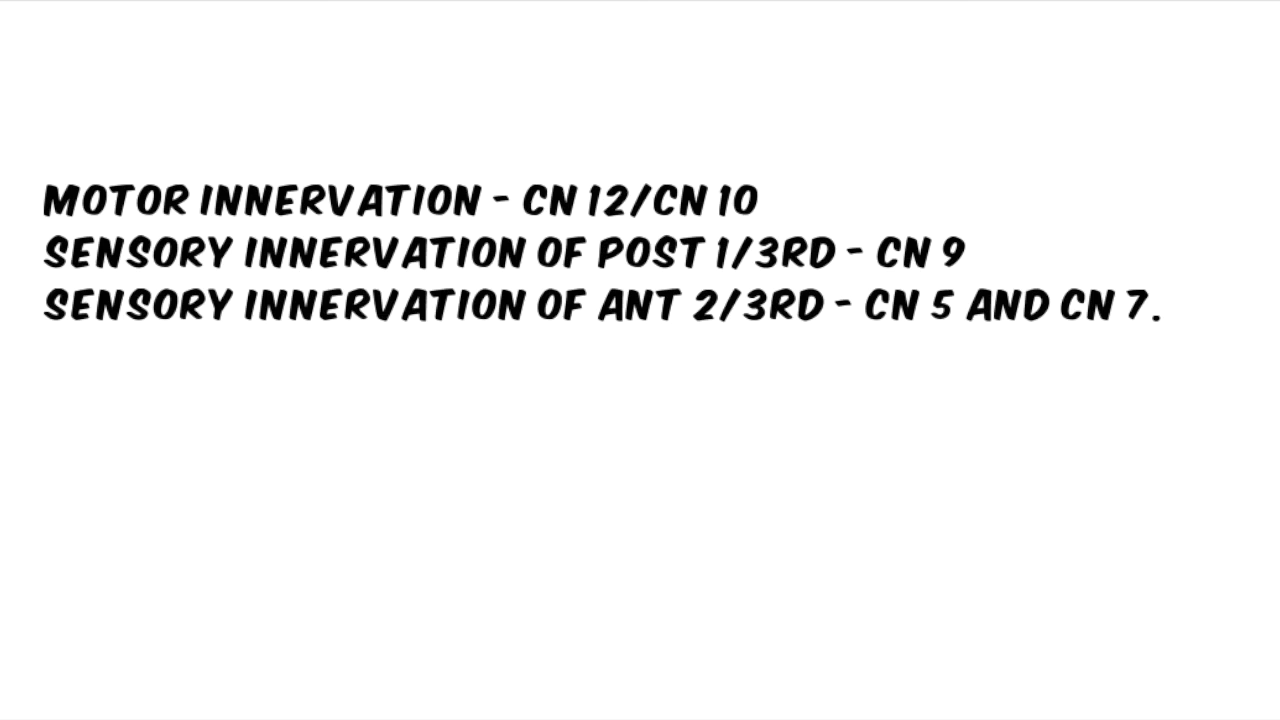 MOTOR INNERVATION - CN 12/CN 10
SENSORY INNERVATION OF POST 1/3RD - CN 9
SENSORY INNERVATION OF ANT 2/3RD - CN 5 AND CN 7.